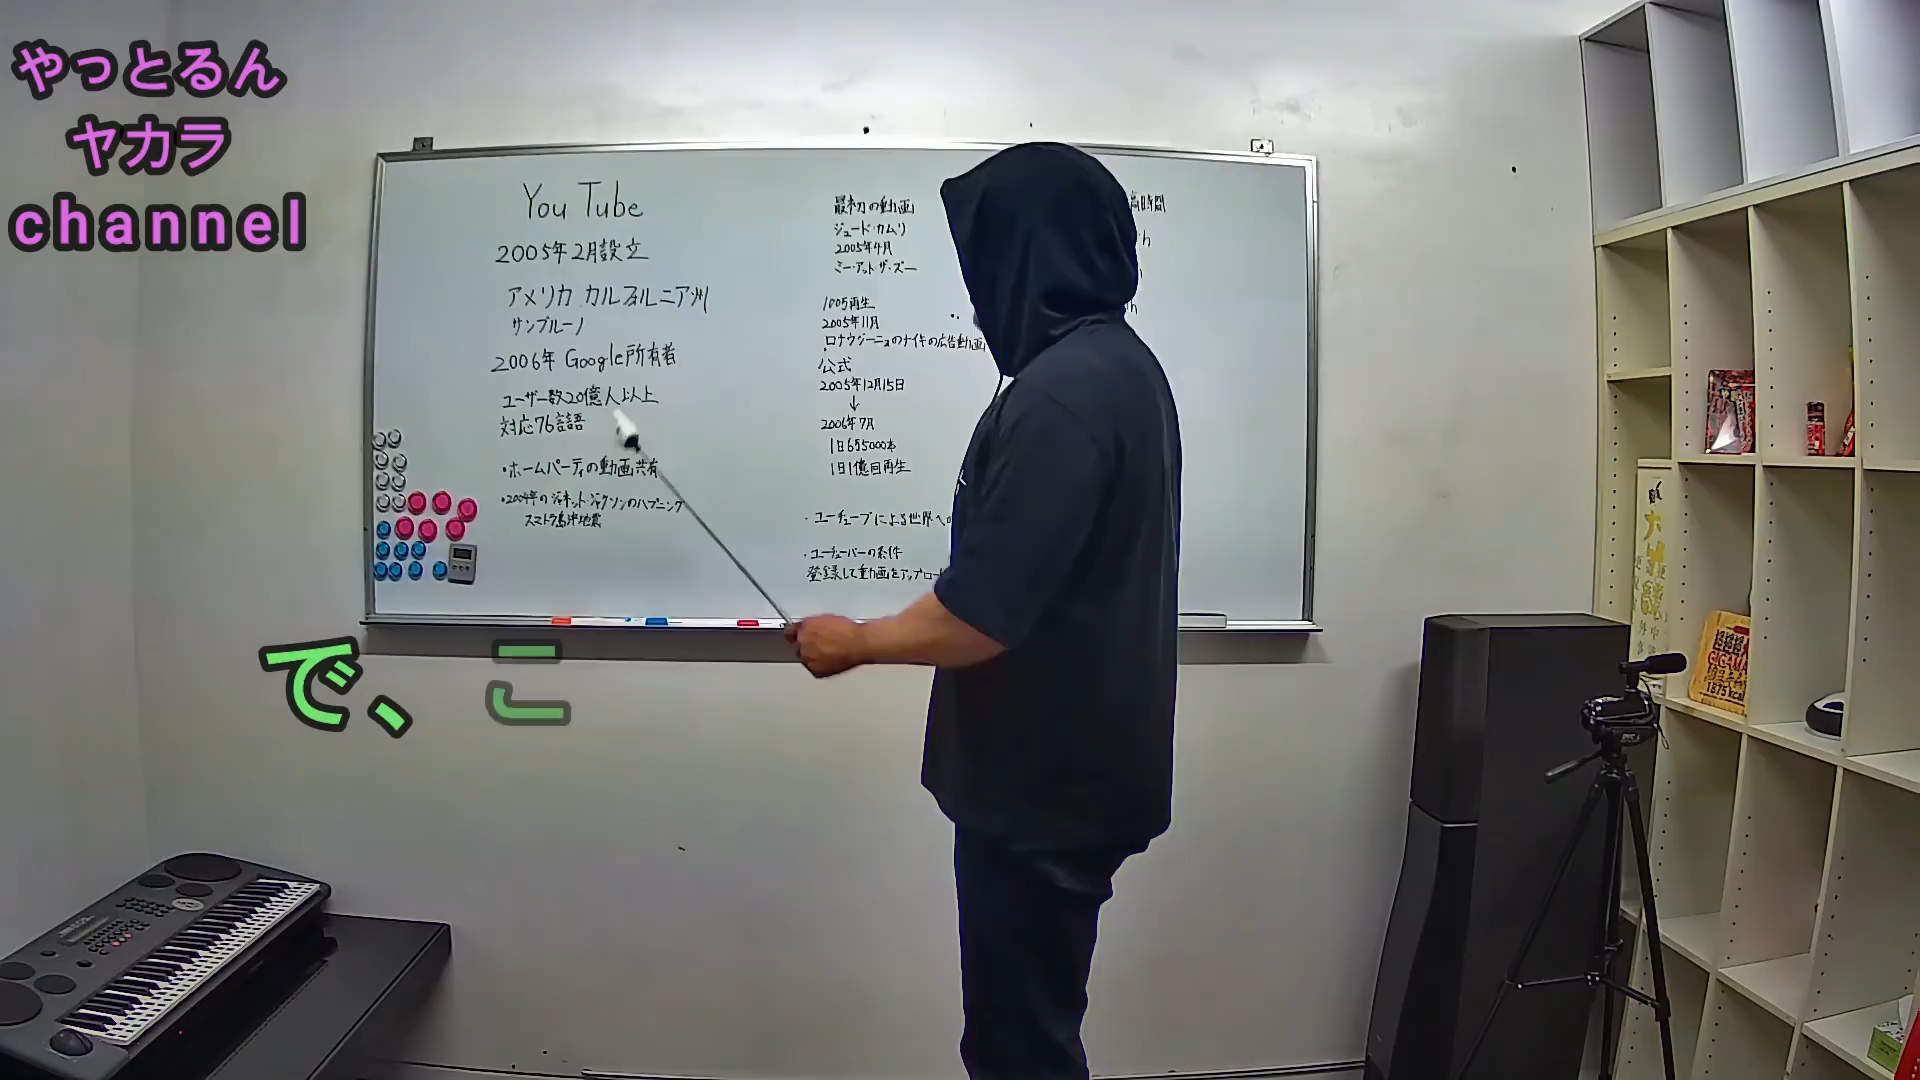 やっとるん
ヤカラ
channel
You Tube
2005年2月設立
アメリカ カルフォルニア州
サンブルーノ
2006年 Google所有者
ユーザー数20億人以上
対応76言語
・ホームパーティの動画共有
・2004年のジャネット・ジャクソンのハプニング
スマトラ島沖地震
最初の動画
ジュード・カムリ
2005年4月
ミー・アット・ザ・ズー
1005再生
2005年11月
ロナウジーニョのナイキの広告動画
公式
2005年12月15日
↓
2006年7月
1日655000本
1日1億回再生
・ユーチューブによる世界への
・ユーチューバーの条件
登録して動画をアップロー
時間
h
で、こ
GIGAMA
1875kcal